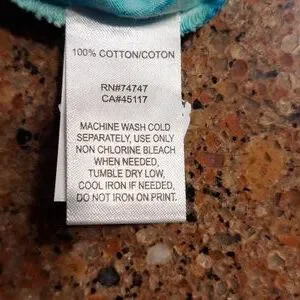 100% COTTON/COTON
RN#74747
CA#45117
MACHINE WASH COLD
SEPARATELY, USE ONLY
NON CHLORINE BLEACH
WHEN NEEDED,
TUMBLE DRY LOW,
COOL IRON IF NEEDED,
DO NOT IRON ON PRINT.